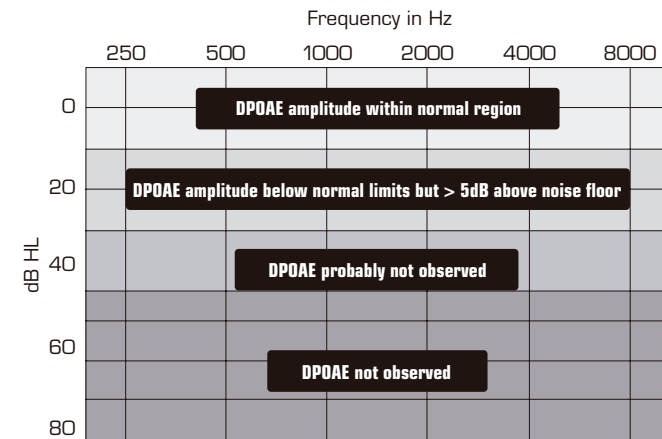 Frequency in Hz
250 500 1000 2000 4000 8000
0
DPOAE amplitude within normal region
20
DPOAE amplitude below normal limits but > 5dB above noise floor
dB HL
40
DPOAE probably not observed
60
DPOAE not observed
80